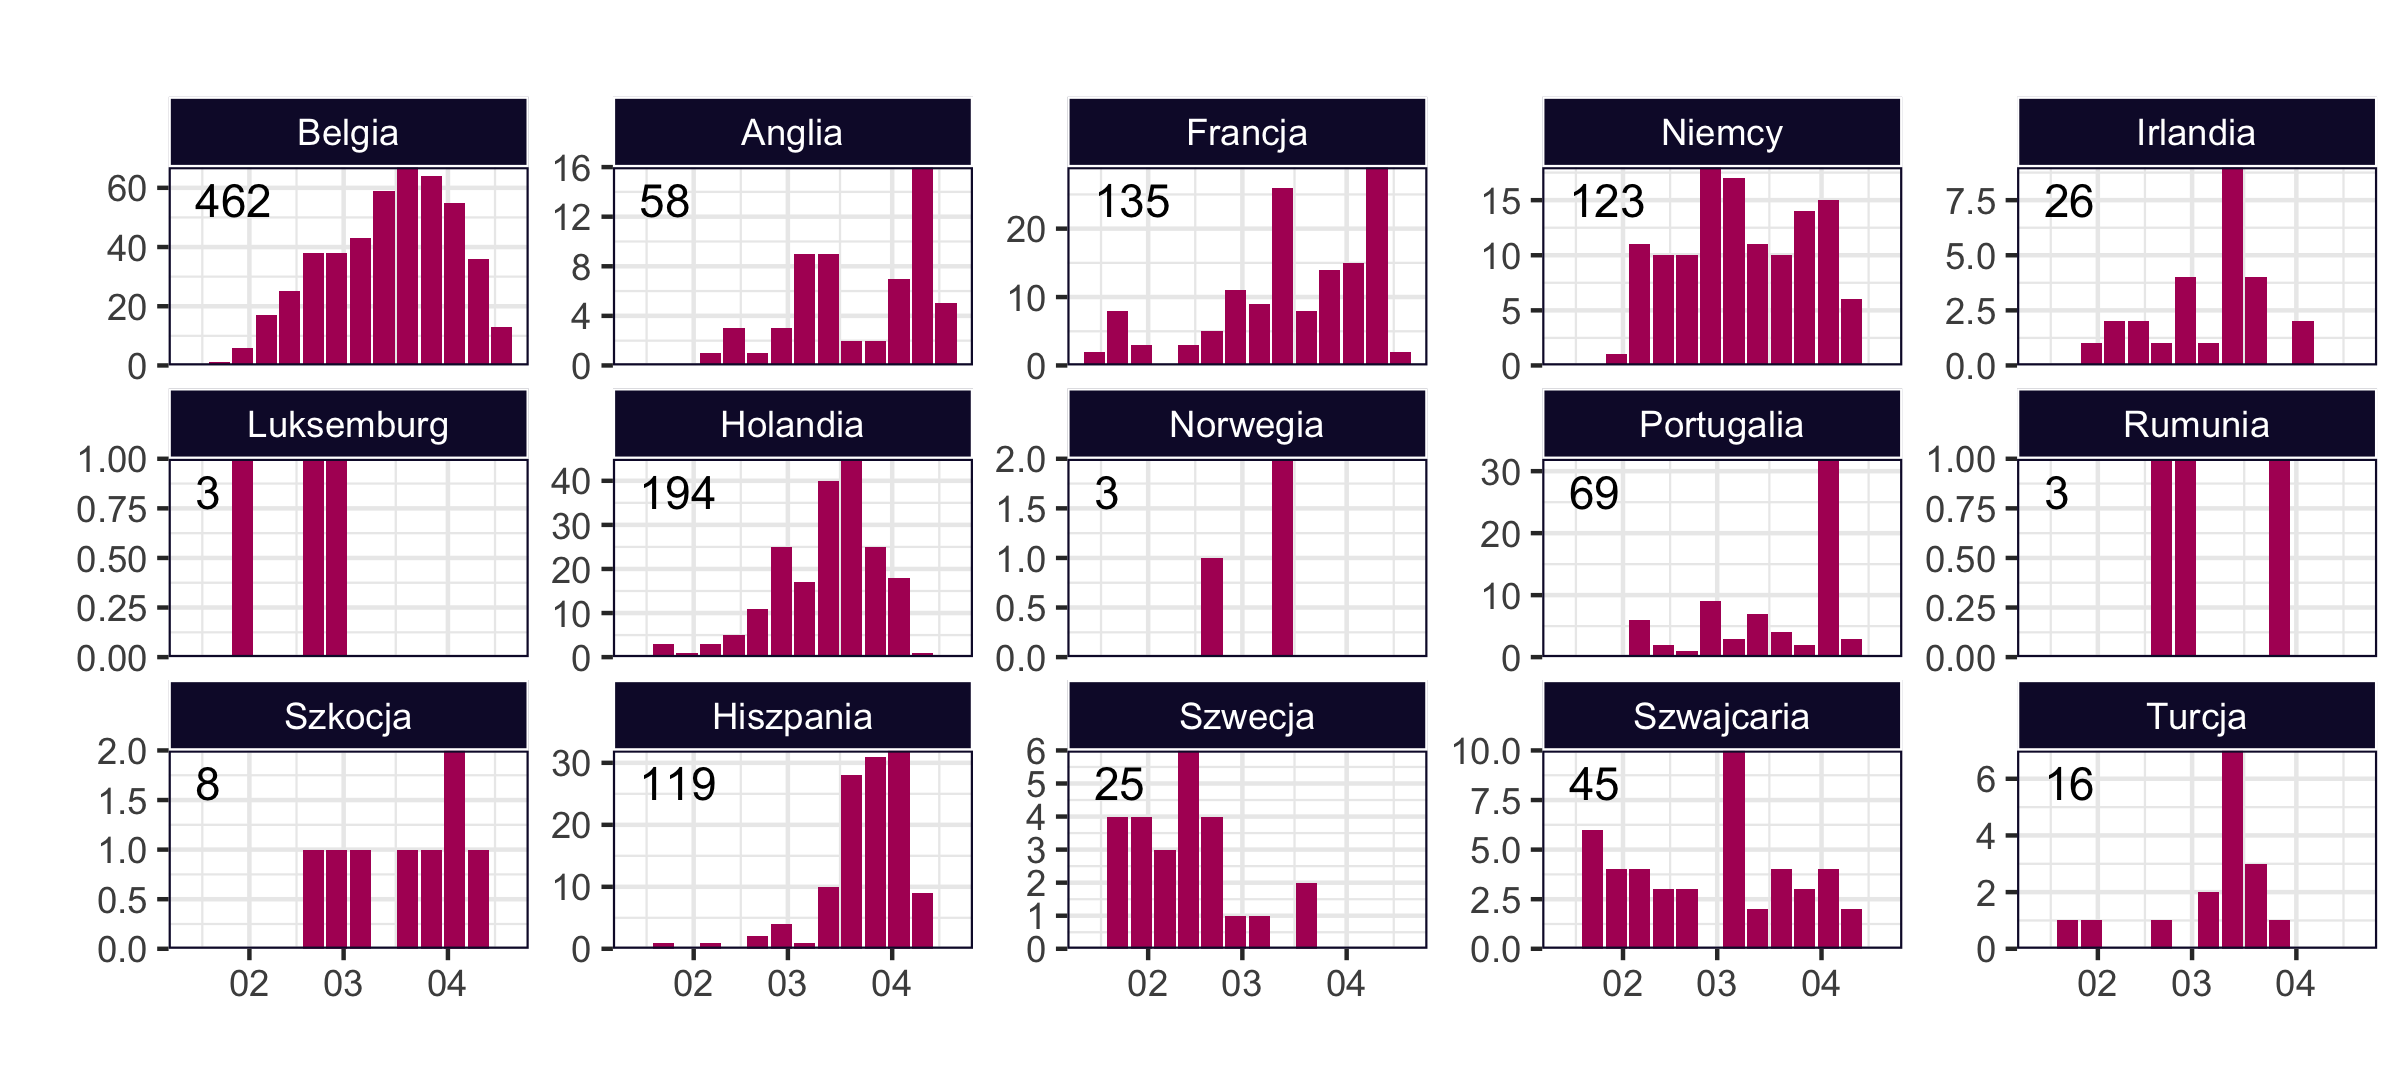 Belgia Anglia Francja Niemcy Irlandia
462 58 135 123 26
60 40 20 0
16 12 8 4 0
20 10 0
15 10 5 0
7.5 5.0 2.5 0.0
Luksemburg Holandia Norwegia Portugalia Rumunia
3 194 3 69 3
1.00 0.75 0.50 0.25 0.00
40 30 20 10 0
2.0 1.5 1.0 0.5 0.0
30 20 10 0
1.00 0.75 0.50 0.25 0.00
Szkocja Hiszpania Szwecja Szwajcaria Turcja
8 119 25 45 16
2.0 1.5 1.0 0.5 0.0
30 20 10 0
6 5 4 3 2 1 0
10.0 7.5 5.0 2.5 0.0
6 4 2 0
02 03 04 02 03 04 02 03 04 02 03 04 02 03 04